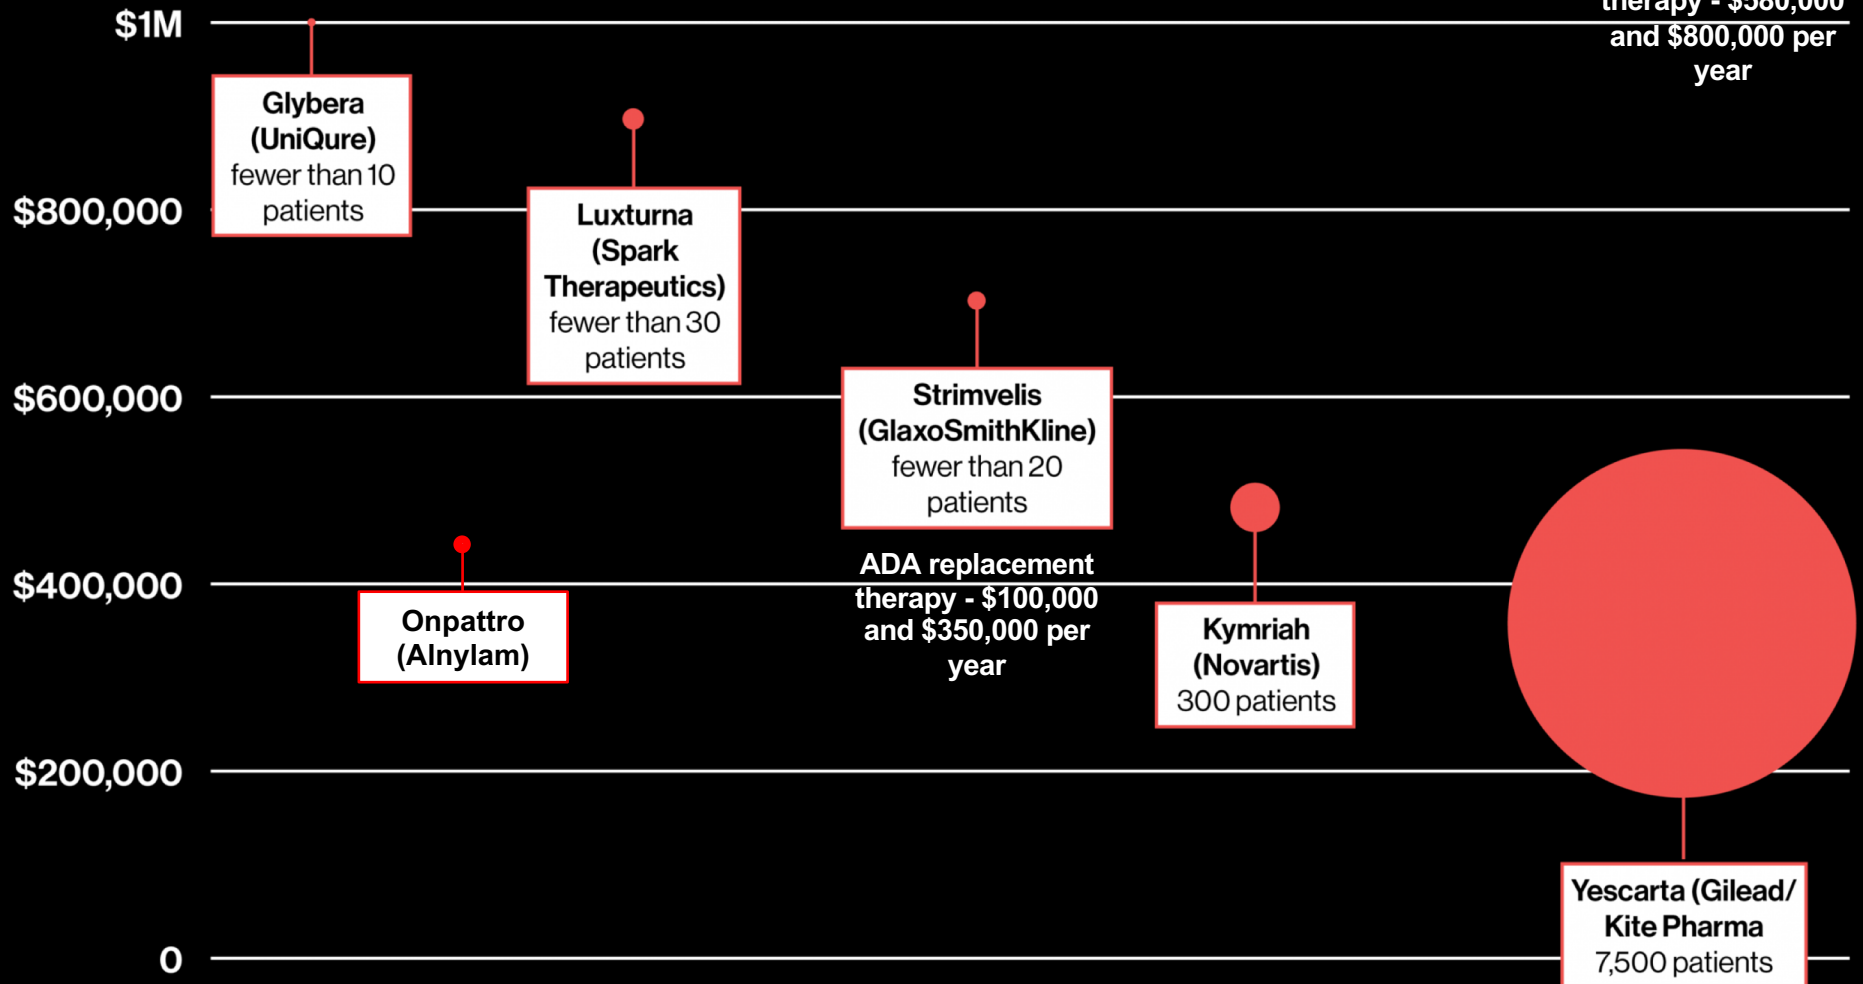 therapy - $580,000
and $800,000 per
year
$1M
Glybera
(UniQure)
fewer than 10
patients
$800,000
Luxturna
(Spark
Therapeutics)
fewer than 30
patients
$600,000
Strimvelis
(GlaxoSmithKline)
fewer than 20
patients
ADA replacement
therapy - $100,000
and $350,000 per
year
$400,000
Onpattro
(Alnylam)
Kymriah
(Novartis)
300 patients
$200,000
Yescarta (Gilead/
Kite Pharma
7,500 patients
0